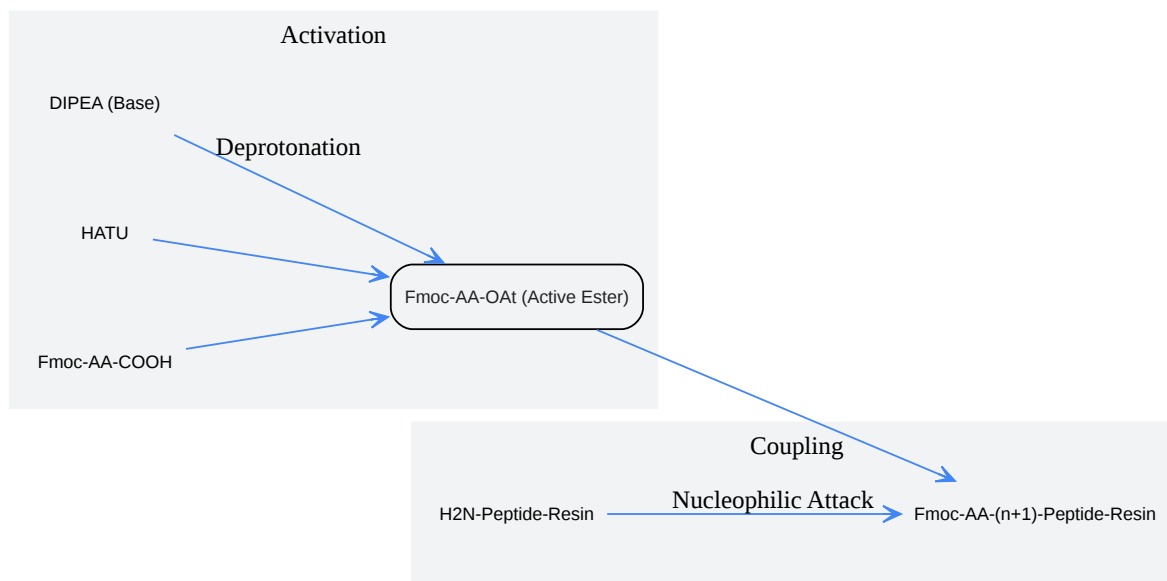 Activation
DIPEA (Base)
Deprotonation
HATU
Fmoc-AA-OAt (Active Ester)
Fmoc-AA-COOH
Coupling
Nucleophilic Attack
H2N-Peptide-Resin
Fmoc-AA-(n+1)-Peptide-Resin